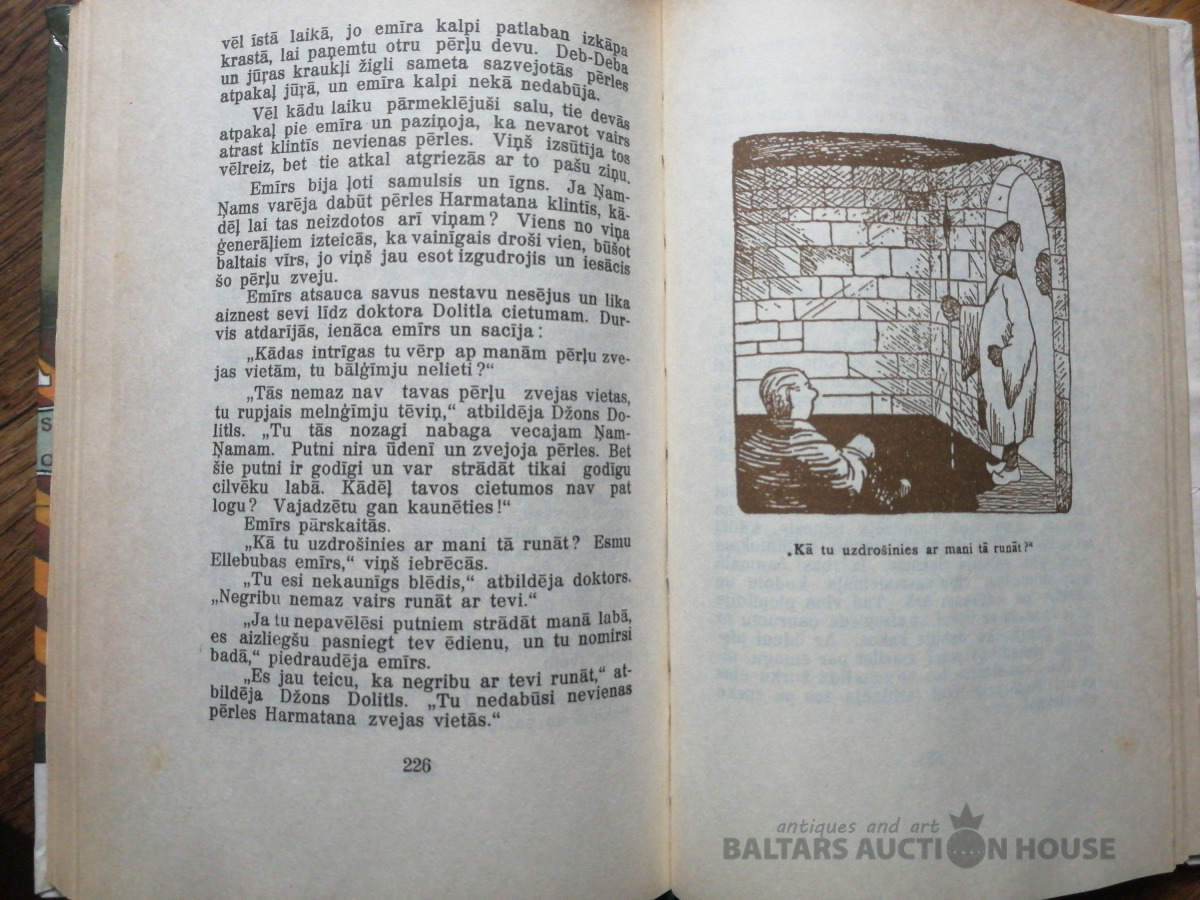 vēl īstā laikā, jo emīra kalpi patlaban izkāpa
krastā, lai paņemtu otru pērļu devu. Deb-Deba
un jūŗas kraukļi žigli sameta sazvejotās pērles
atpakaļ jūŗā, un emīra kalpi nekā nedabūja.
Vēl kādu laiku pārmeklējuši salu, tie devās
atpakaļ pie emīra un paziņoja, ka nevarot vairs
atrast klintīs nevienas pērles. Viņš izsūtīja tos
vēlreiz, bet tie atkal atgriezās ar to pašu ziņu.
Emīrs bija ļoti samulsis un īgns. Ja Ņam-
Ņams varēja dabūt pērles Harmatana klintīs, kā-
dēļ lai tas neizdotos arī viņam? Viens no viņa
ģenerāļiem izteicās, ka vainīgais droši vien, būšot
baltais vīrs, jo viņš jau esot izgudrojis un iesācis
šo pērļu zveju.
Emīrs atsauca savus nestavu nesējus un lika
aiznest sevi līdz doktora Dolitla cietumam. Dur-
vis atdarījās, ienāca emīrs un sacīja:
„Kādas intrīgas tu vērp ap manām pērļu zve-
jas vietām, tu bālģīmju nelieti?“
„Tās nemaz nav tavas pērļu zvejas vietas,
tu rupjais melnģīmju tēviņ,“ atbildēja Džons Do-
litls. „Tu tās nozagi nabaga vecajam Ņam-
Ņamam. Putni nira ūdenī un zvejoja pērles. Bet
šie putni ir godīgi un var strādāt tikai godīgu
cilvēku labā. Kādēļ tavos cietumos nav pat
logu? Vajadzētu gan kaunēties!“
Emīrs pārskaitās.
„Kā tu uzdrošinies ar mani tā runāt? Esmu
Ellebubas emīrs,“ viņš iebrēcās.
„Tu esi nekaunīgs blēdis,“ atbildēja doktors.
„Negribu nemaz vairs runāt ar tevi.“
„Ja tu nepavēlēsi putniem strādāt manā labā,
es aizliegšu pasniegt tev ēdienu, un tu nomirsi
badā,“ piedraudēja emīrs.
„Es jau teicu, ka negribu ar tevi runāt,“ at-
bildēja Džons Dolitls. „Tu nedabūsi nevienas
pērles Harmatana zvejas vietās.“
226
„Kā tu uzdrošinies ar mani tā runāt?“
antiques and art
BALTARS AUCTION HOUSE